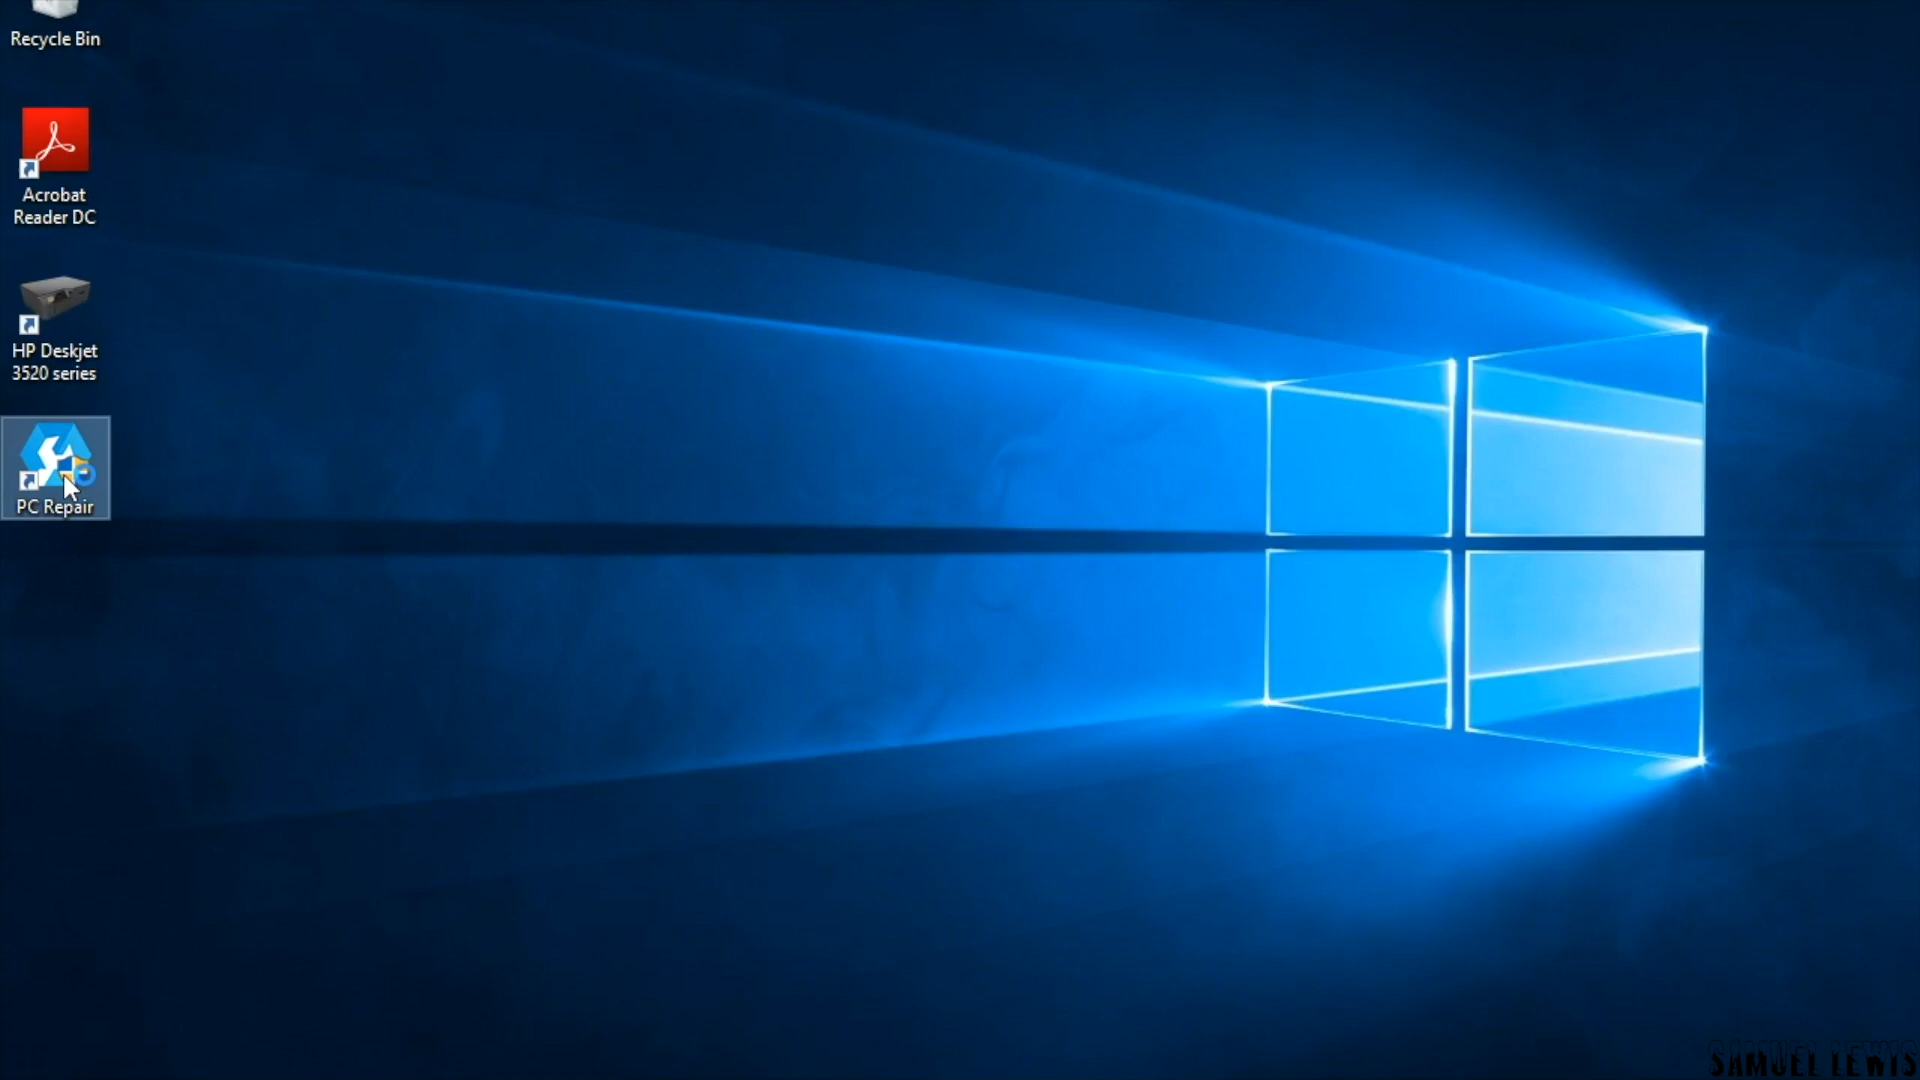 Recycle Bin
Acrobat
Reader DC
HP Deskjet
3520 series
PC Repair
SAMUEL LEWIS